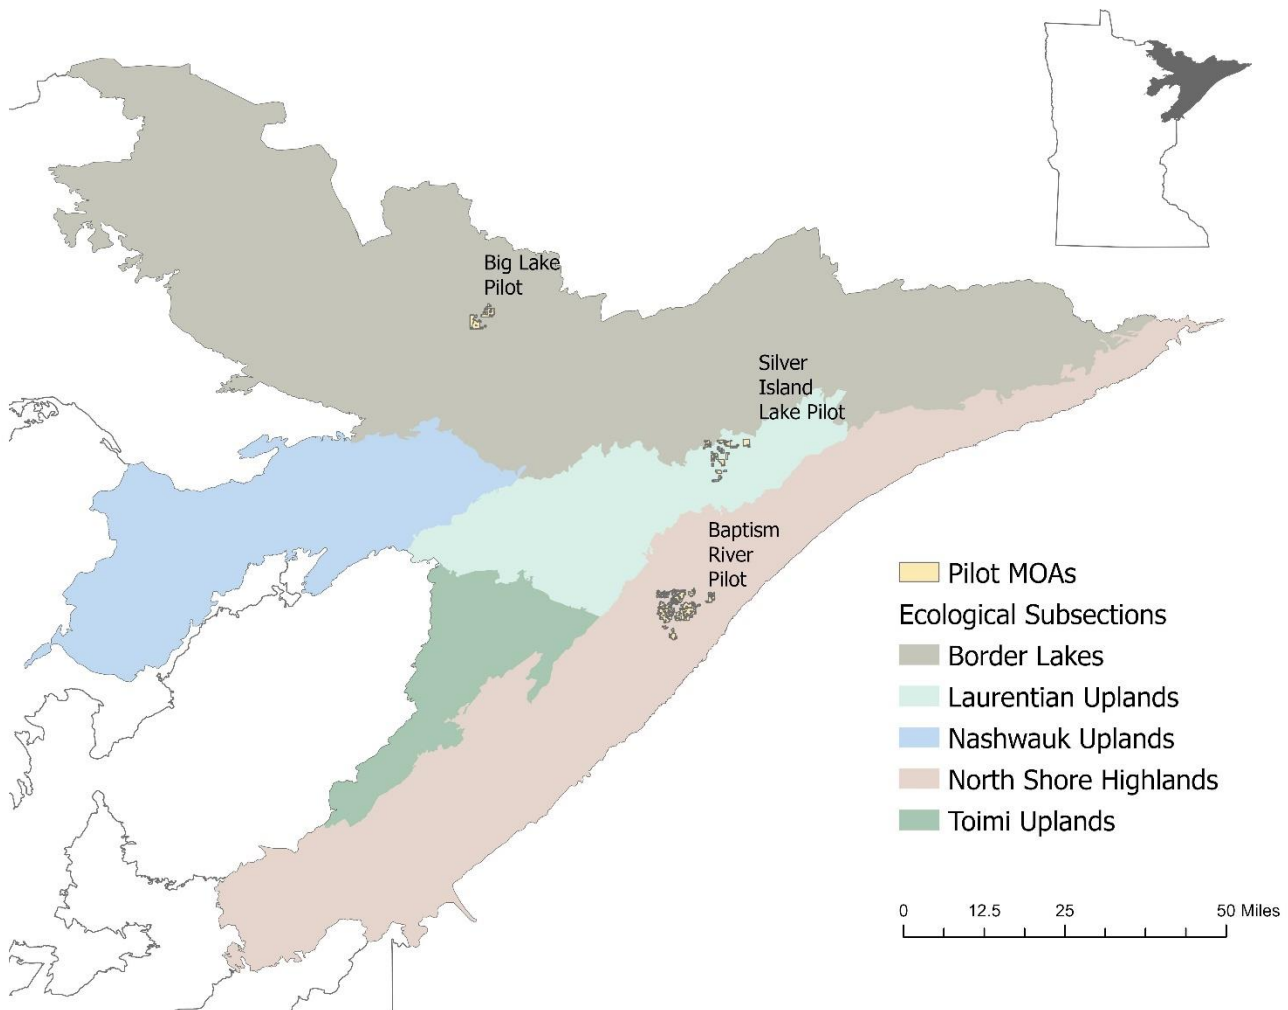 Big Lake
Pilot
Silver
Island
Lake Pilot
Baptism
River
Pilot
Pilot MOAs
Ecological Subsections
Border Lakes
Laurentian Uplands
Nashwauk Uplands
North Shore Highlands
Toimi Uplands
0 12.5 25 50 Miles